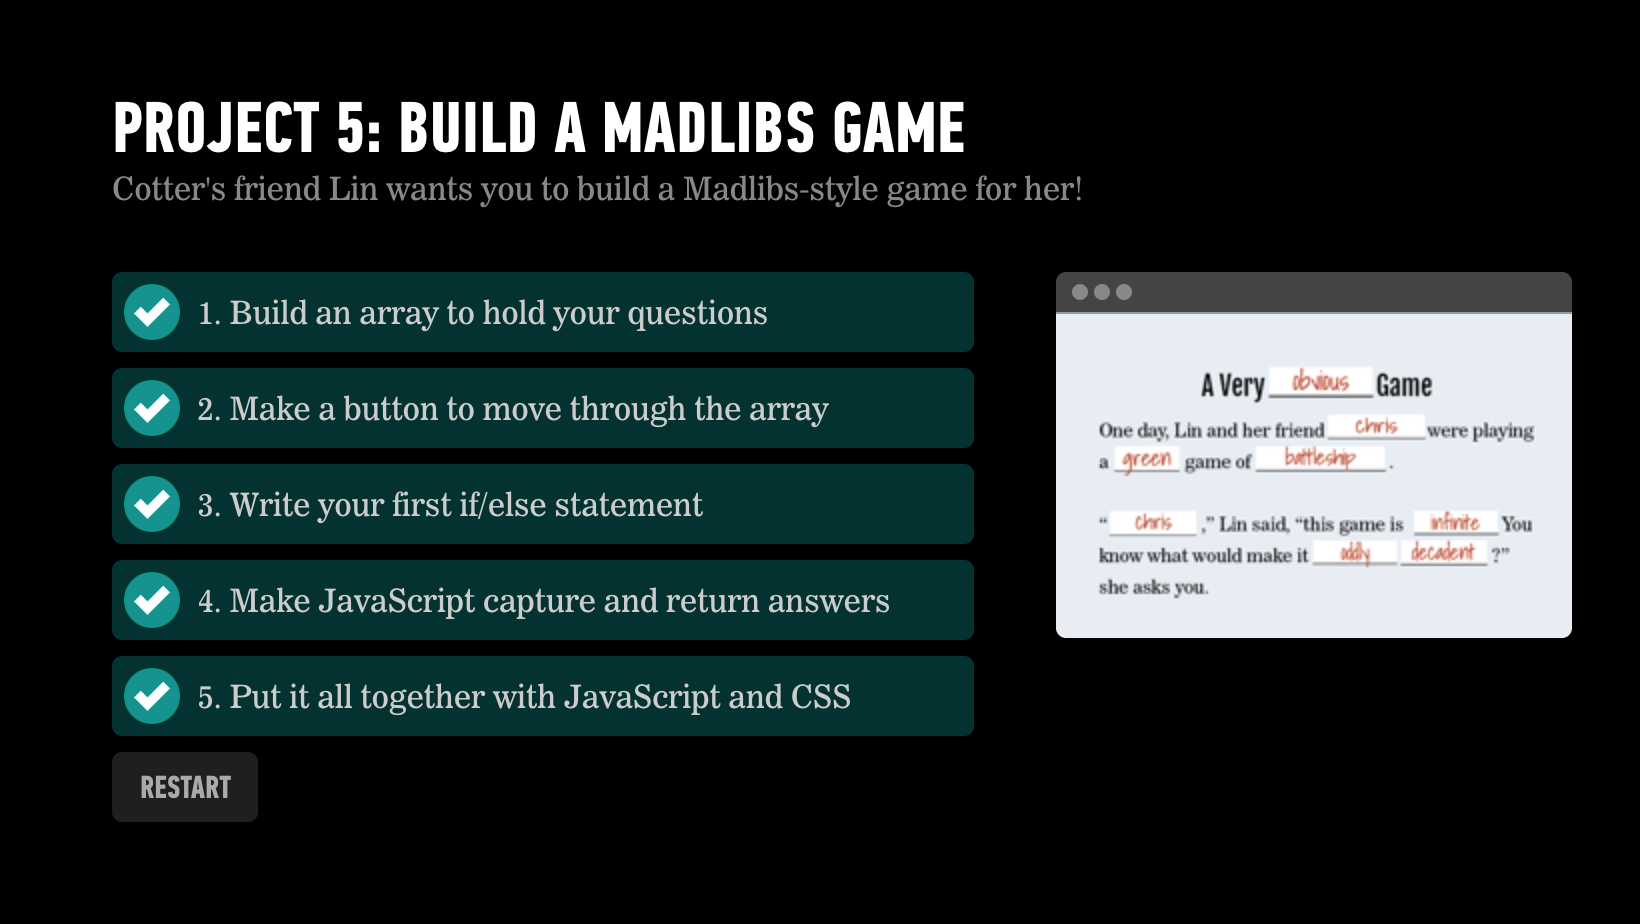 PROJECT 5: BUILD A MADLIBS GAME
Cotter's friend Lin wants you to build a Madlibs-style game for her!
1. Build an array to hold your questions
2. Make a button to move through the array
3. Write your first if/else statement
4. Make JavaScript capture and return answers
5. Put it all together with JavaScript and CSS
RESTART
A Very obvious Game
One day, Lin and her friend chris were playing
a green game of battleship .
“ chris ,” Lin said, “this game is infinite You
know what would make it oddly decadent ?”
she asks you.